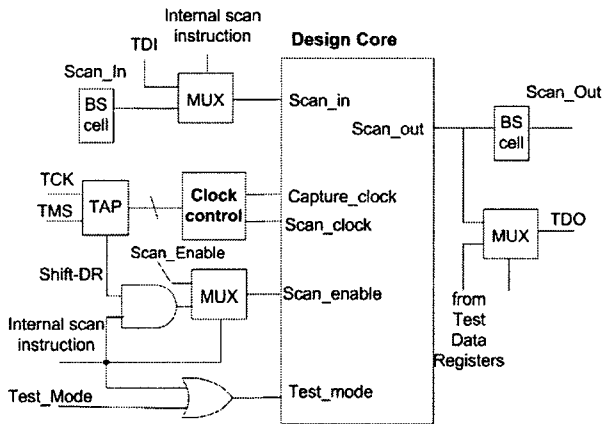 Internal scan
instruction
TDI
Design Core
Scan_In
BS
cell
MUX
Scan_in
Scan_out
Scan_Out
BS
cell
TCK
TMS
TAP
Clock
control
Capture_clock
Scan_clock
MUX
TDO
Scan_Enable
Shift-DR
MUX
Scan_enable
from
Test
Data
Registers
Internal scan
instruction
Test_Mode
Test_mode